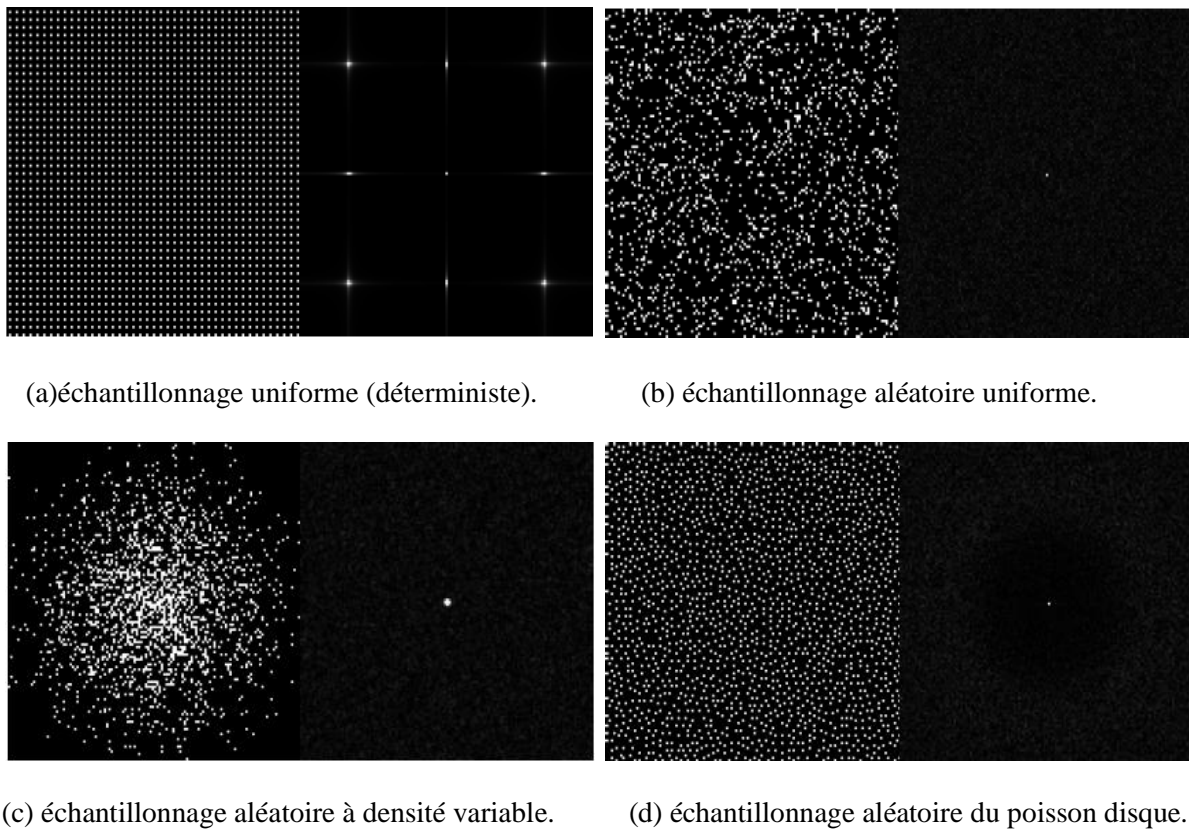 (a)échantillonnage uniforme (déterministe).
(b) échantillonnage aléatoire uniforme.
(c) échantillonnage aléatoire à densité variable.
(d) échantillonnage aléatoire du poisson disque.